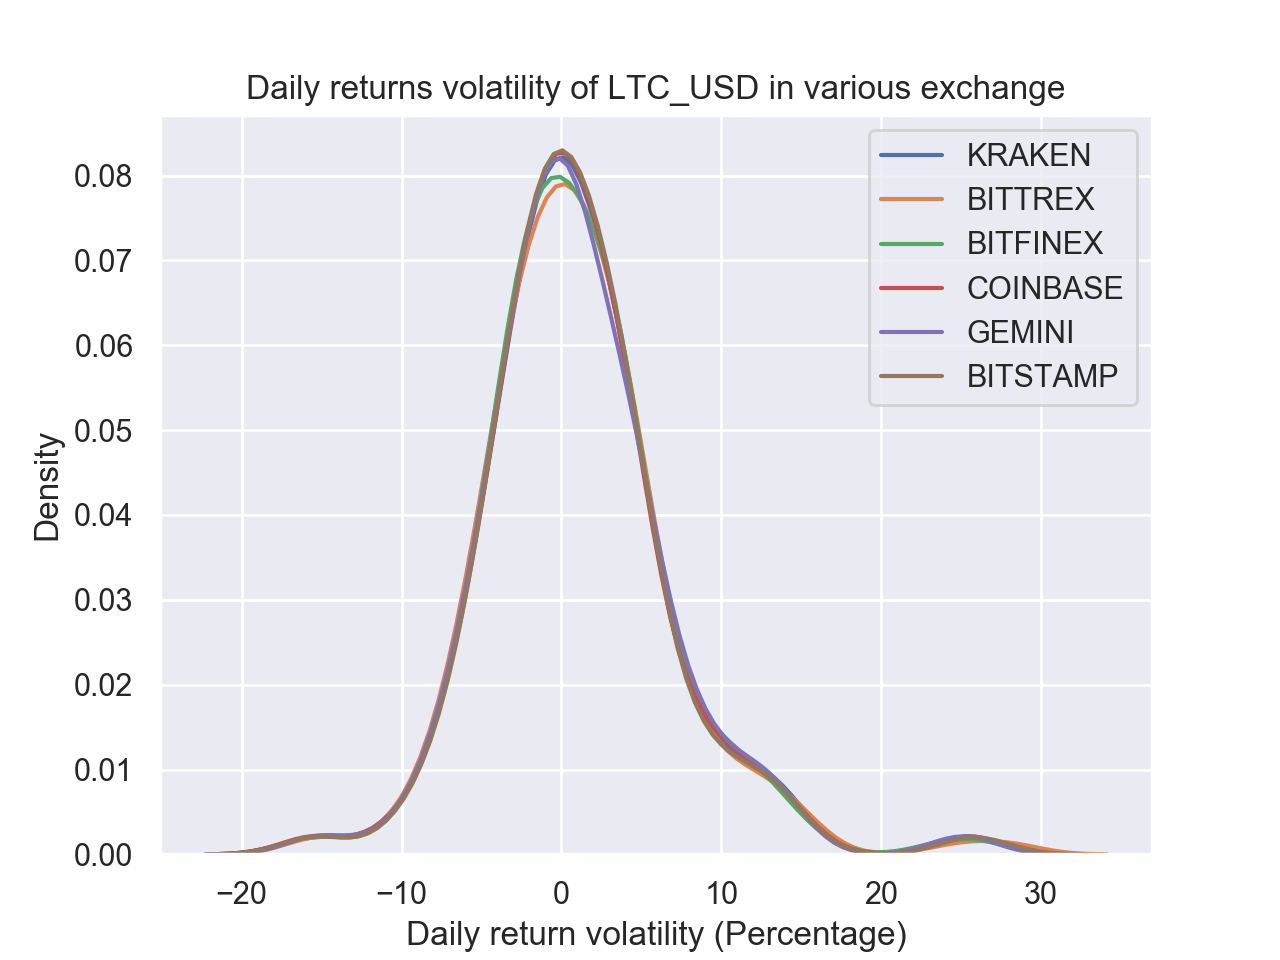 Daily returns volatility of LTC_USD in various exchange
KRAKEN
BITTREX
BITFINEX
COINBASE
GEMINI
BITSTAMP
0.08
0.07
0.06
0.05
0.04
0.03
0.02
0.01
0.00
Density
−20
−10
0
10
20
30
Daily return volatility (Percentage)